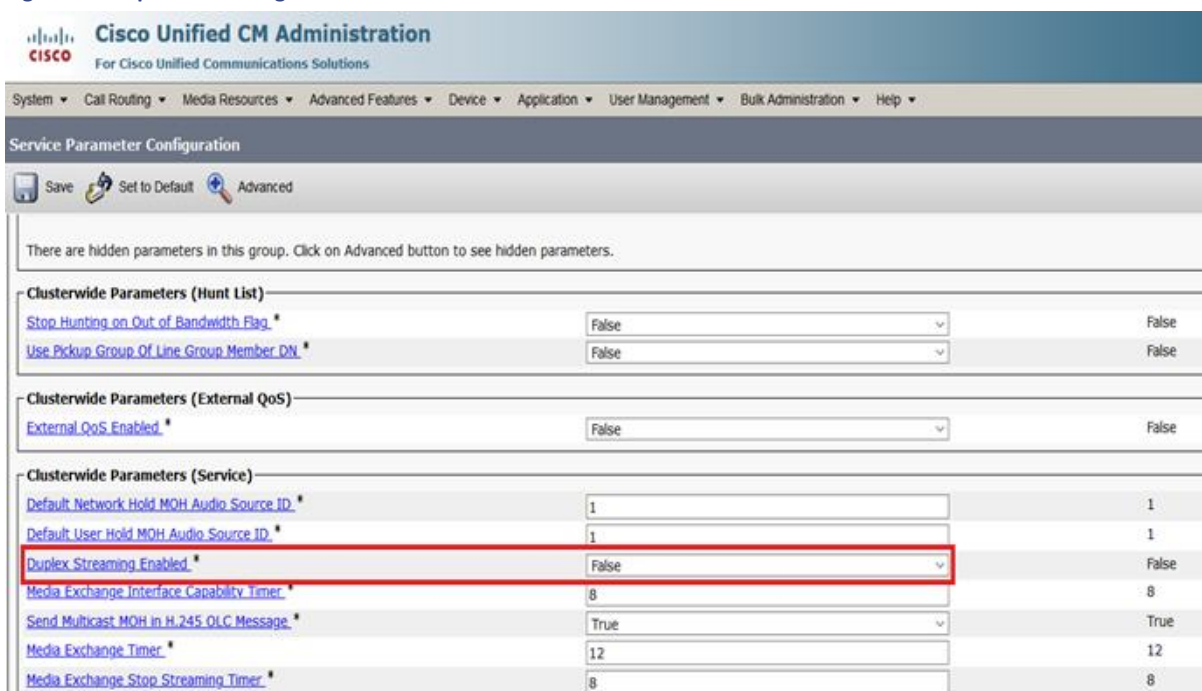 Cisco Unified CM Administration
CISCO
For Cisco Unified Communications Solutions
System Call Routing Media Resources Advanced Features Device Application User Management Bulk Administration Help
Service Parameter Configuration
Save Set to Default Advanced
There are hidden parameters in this group. Click on Advanced button to see hidden parameters.
Clusterwide Parameters (Hunt List)
Stop Hunting on Out of Bandwidth Flag * False False
Use Pickup Group Of Line Group Member DN * False False
Clusterwide Parameters (External QoS)
External QoS Enabled * False False
Clusterwide Parameters (Service)
Default Network Hold MOH Audio Source ID * 1 1
Default User Hold MOH Audio Source ID * 1 1
Duplex Streaming Enabled * False False
Media Exchange Interface Capability Timer * 8 8
Send Multicast MOH in H.245 OLC Message * True True
Media Exchange Timer * 12 12
Media Exchange Stop Streaming Timer * 8 8